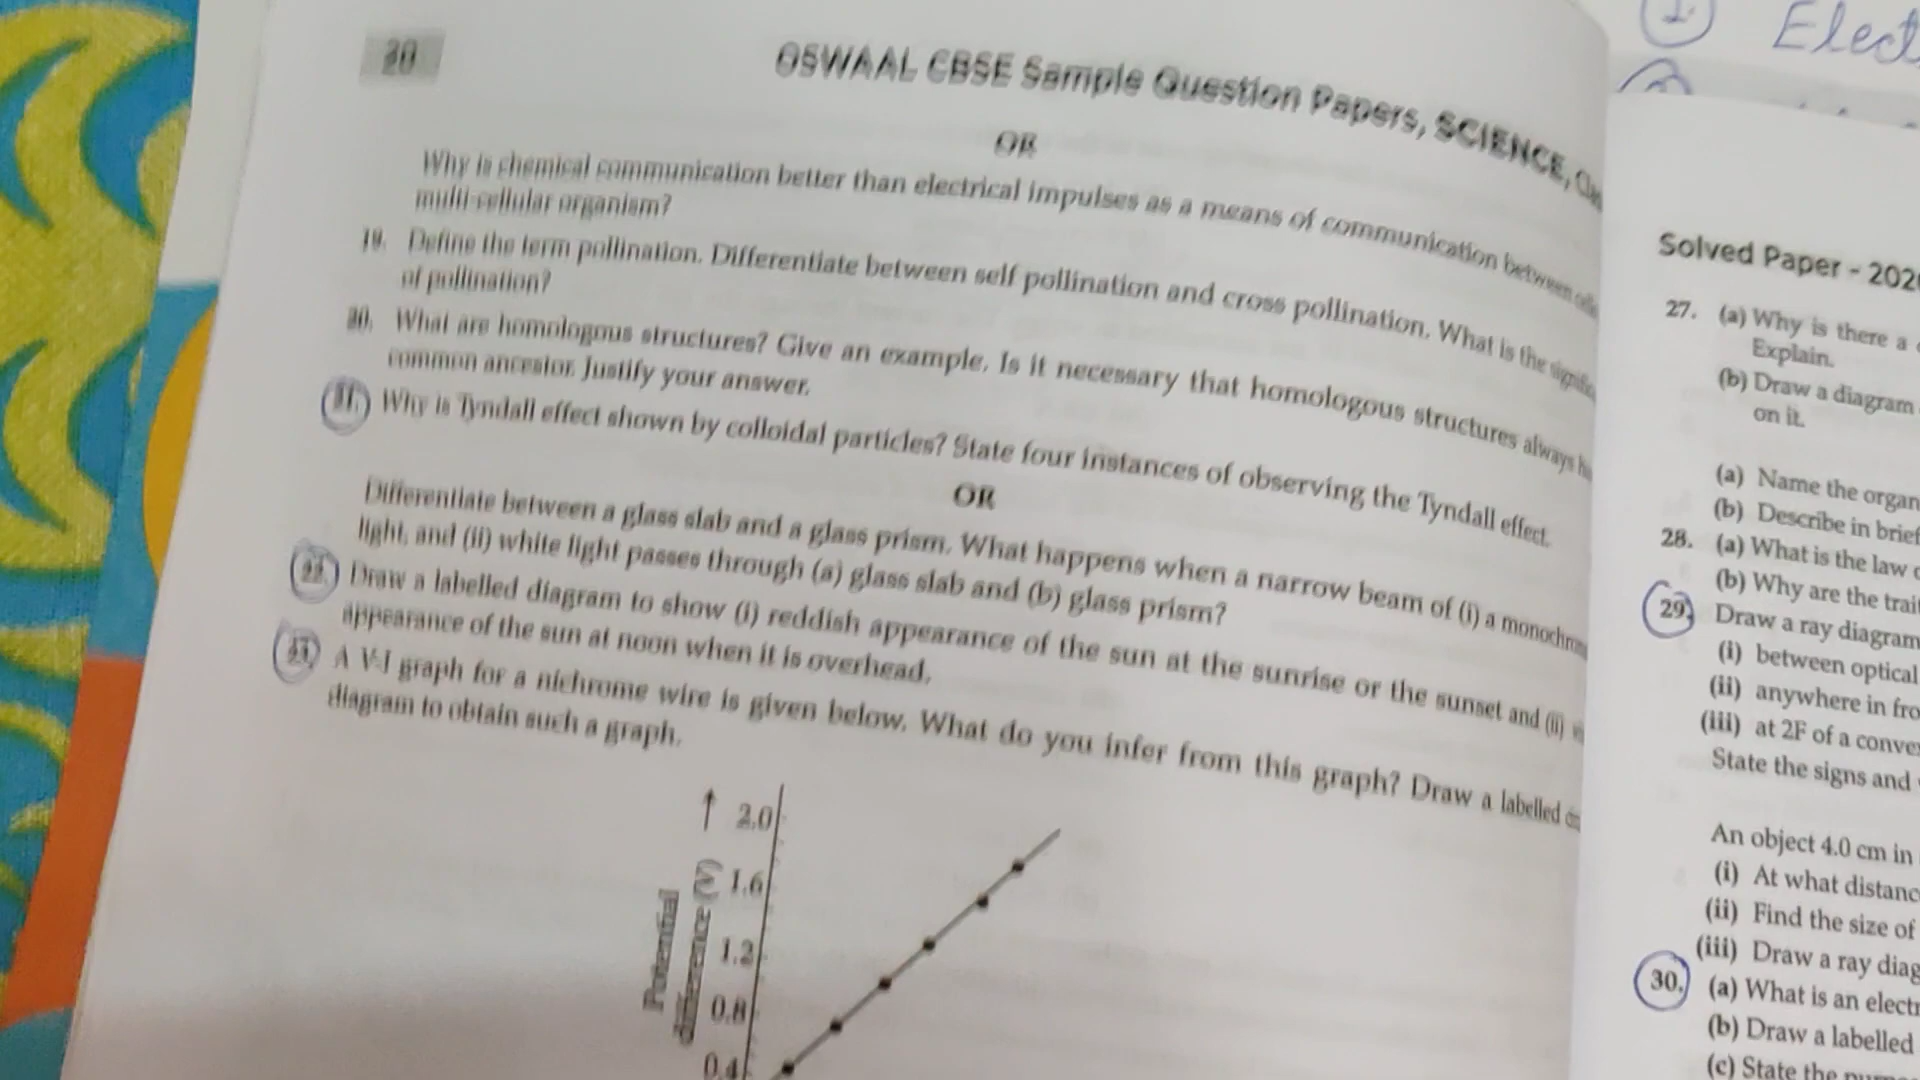 20
OSWAAL CBSE Sample Question Papers, SCIENCE,
OR
Why is chemical communication better than electrical impulses as a means of communication between
multi-cellular organism?
19. Define the term pollination. Differentiate between self pollination and cross pollination. What is the
of pollination?
20. What are homologous structures? Give an example. Is it necessary that homologous structures always
common ancestor. Justify your answer.
21. Why is Tyndall effect shown by colloidal particles? State four instances of observing the Tyndall effect.
OR
Differentiate between a glass slab and a glass prism. What happens when a narrow beam of (i) a
light, and (ii) white light passes through (a) glass slab and (b) glass prism?
22. Draw a labelled diagram to show (i) reddish appearance of the sun at the sunrise or the sunset and (ii)
appearance of the sun at noon when it is overhead.
23. A V-I graph for a nichrome wire is given below. What do you infer from this graph? Draw a labelled
diagram to obtain such a graph.
↑ 2.0
1.6
1.2
0.8
0.4
Potential
difference (V)
1. Elect
Solved Paper - 202
27. (a) Why is there a
Explain.
(b) Draw a diagram
on it.
(a) Name the organ
(b) Describe in brief
28. (a) What is the law
(b) Why are the trait
29. Draw a ray diagram
(i) between optical
(ii) anywhere in fro
(iii) at 2F of a conve
State the signs and
An object 4.0 cm in
(i) At what distanc
(ii) Find the size of
(iii) Draw a ray diag
30. (a) What is an electr
(b) Draw a labelled
(c) State the